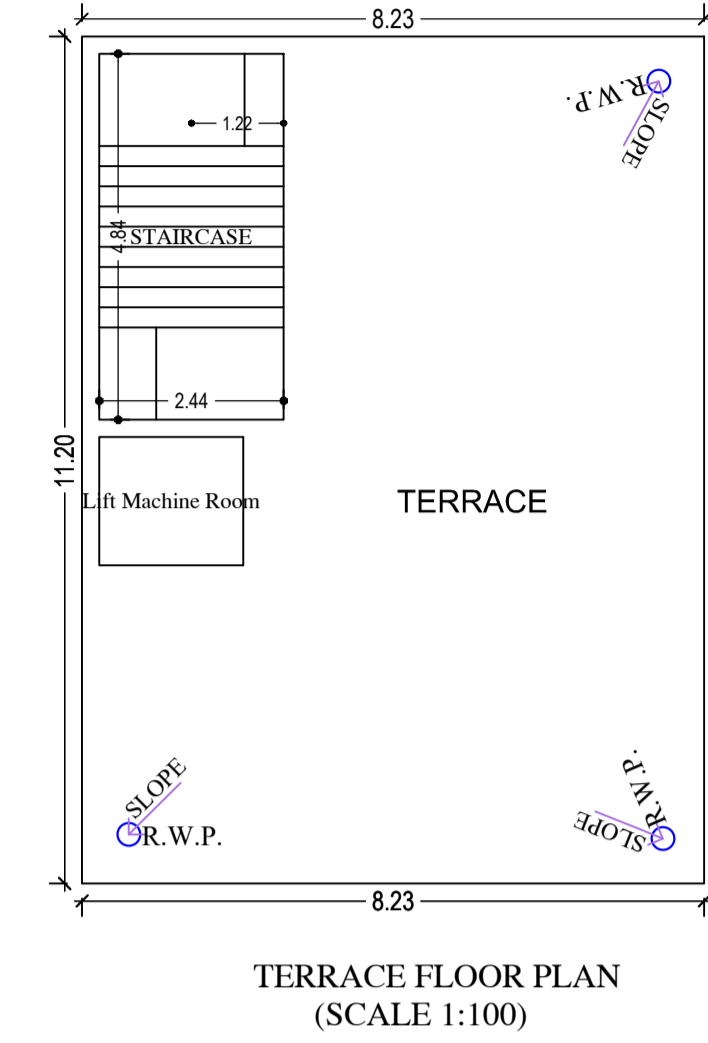 8.23
R.W.P.
SLOPE
1.22
4.84
STAIRCASE
2.44
11.20
Lift Machine Room
TERRACE
SLOPE
R.W.P.
R.W.P.
SLOPE
8.23
TERRACE FLOOR PLAN
(SCALE 1:100)